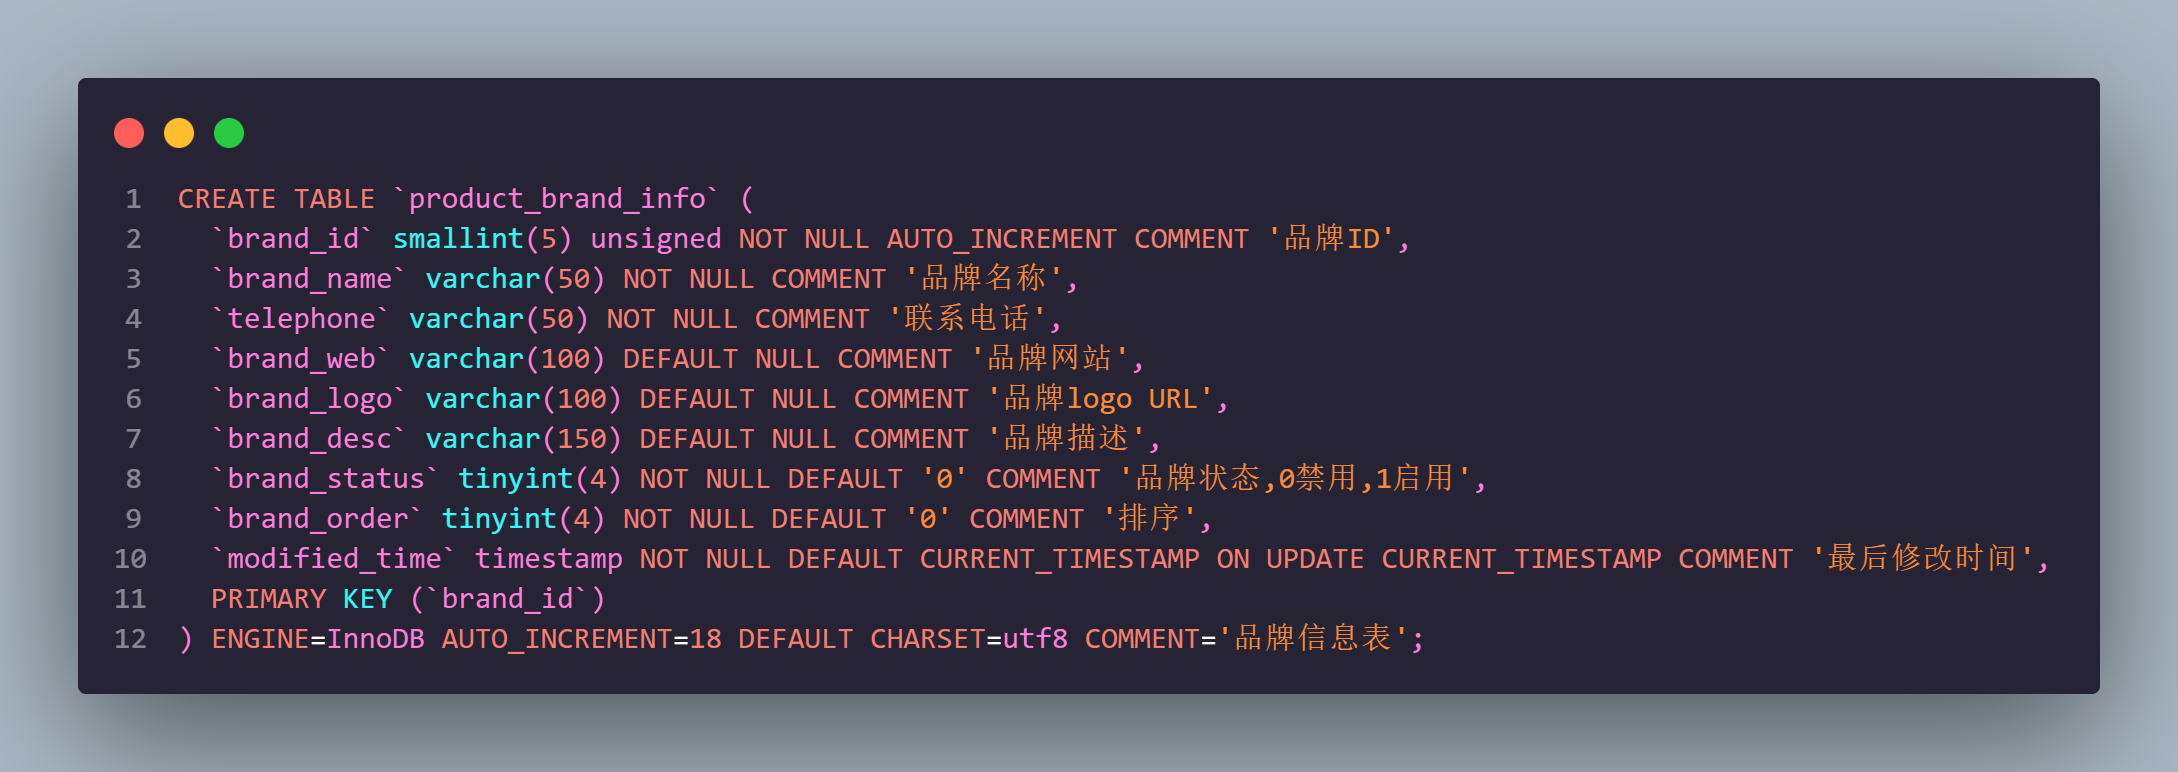 1 CREATE TABLE `product_brand_info` (
2 `brand_id` smallint(5) unsigned NOT NULL AUTO_INCREMENT COMMENT '品牌ID',
3 `brand_name` varchar(50) NOT NULL COMMENT '品牌名称',
4 `telephone` varchar(50) NOT NULL COMMENT '联系电话',
5 `brand_web` varchar(100) DEFAULT NULL COMMENT '品牌网站',
6 `brand_logo` varchar(100) DEFAULT NULL COMMENT '品牌logo URL',
7 `brand_desc` varchar(150) DEFAULT NULL COMMENT '品牌描述',
8 `brand_status` tinyint(4) NOT NULL DEFAULT '0' COMMENT '品牌状态,0禁用,1启用',
9 `brand_order` tinyint(4) NOT NULL DEFAULT '0' COMMENT '排序',
10 `modified_time` timestamp NOT NULL DEFAULT CURRENT_TIMESTAMP ON UPDATE CURRENT_TIMESTAMP COMMENT '最后修改时间',
11 PRIMARY KEY (`brand_id`)
12 ) ENGINE=InnoDB AUTO_INCREMENT=18 DEFAULT CHARSET=utf8 COMMENT='品牌信息表';